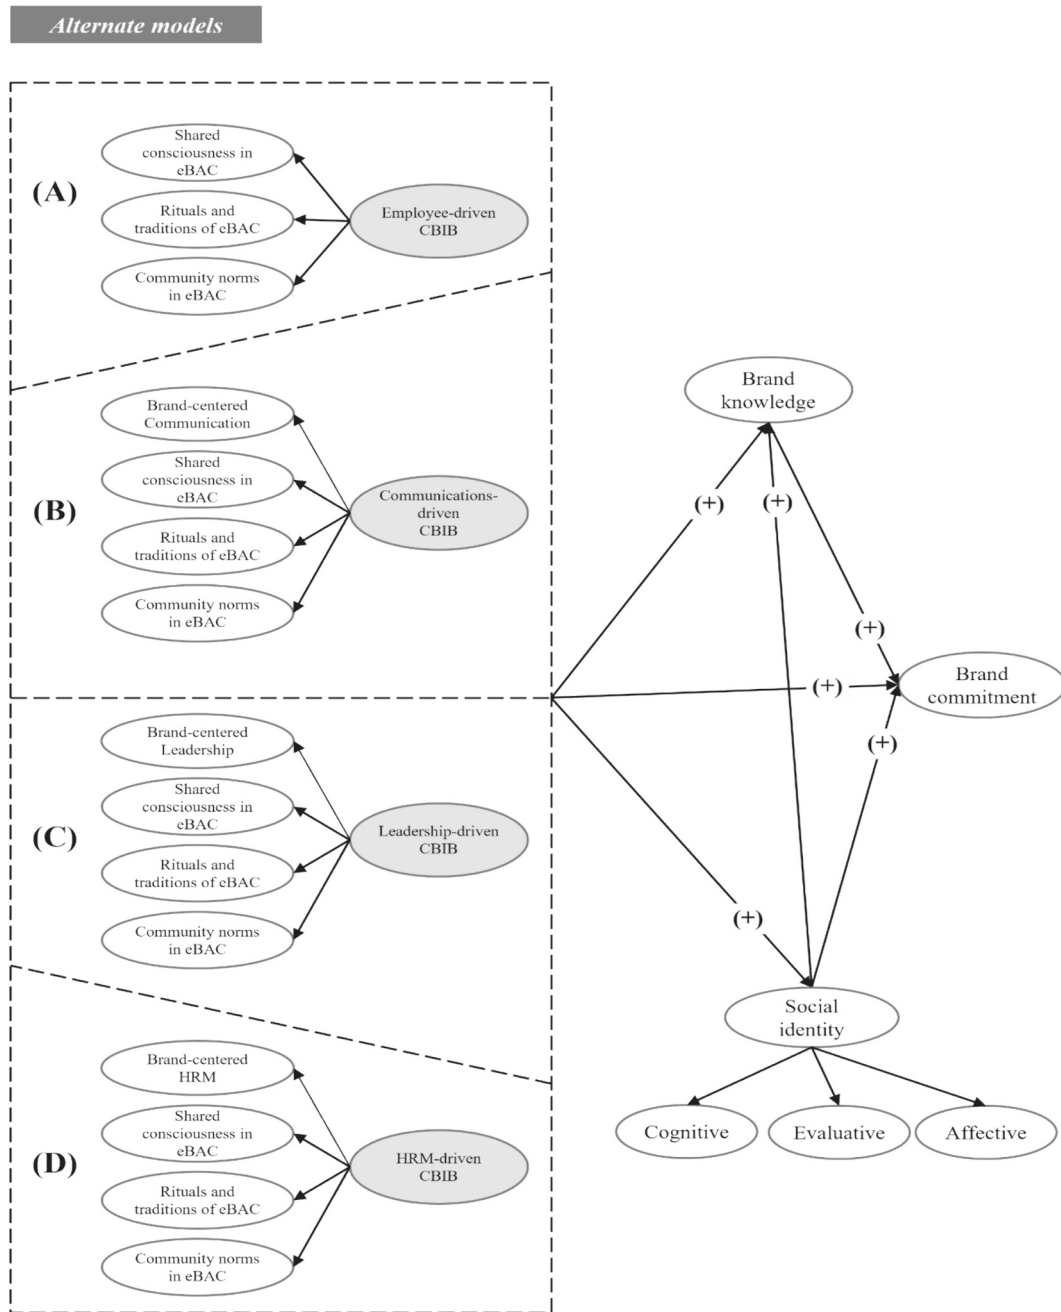 Alternate models
(A)
Shared
consciousness in
eBAC
Rituals and
traditions of eBAC
Community norms
in eBAC
Employee-driven
CBIB
(B)
Brand-centered
Communication
Shared
consciousness in
eBAC
Rituals and
traditions of eBAC
Community norms
in eBAC
Communications-
driven
CBIB
(C)
Brand-centered
Leadership
Shared
consciousness in
eBAC
Rituals and
traditions of eBAC
Community norms
in eBAC
Leadership-driven
CBIB
(D)
Brand-centered
HRM
Shared
consciousness in
eBAC
Rituals and
traditions of eBAC
Community norms
in eBAC
HRM-driven
CBIB
Brand
knowledge
(+)
(+)
(+)
(+)
Brand
commitment
(+)
(+)
Social
identity
Cognitive
Evaluative
Affective